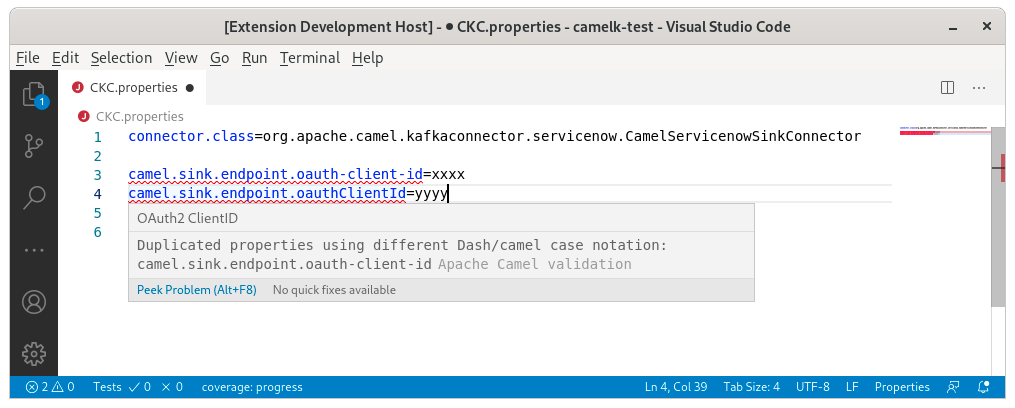 [Extension Development Host] - ● CKC.properties - camelk-test - Visual Studio Code
File Edit Selection View Go Run Terminal Help
1
J CKC.properties ●
J CKC.properties
1 connector.class=org.apache.camel.kafkaconnector.servicenow.CamelServicenowSinkConnector
2
3 camel.sink.endpoint.oauth-client-id=xxxx
4 camel.sink.endpoint.oauthClientId=yyyy
5
6
OAuth2 ClientID
Duplicated properties using different Dash/camel case notation:
camel.sink.endpoint.oauth-client-id Apache Camel validation
Peek Problem (Alt+F8) No quick fixes available
2 0 Tests ✓ 0 × 0 coverage: progress Ln 4, Col 39 Tab Size: 4 UTF-8 LF Properties